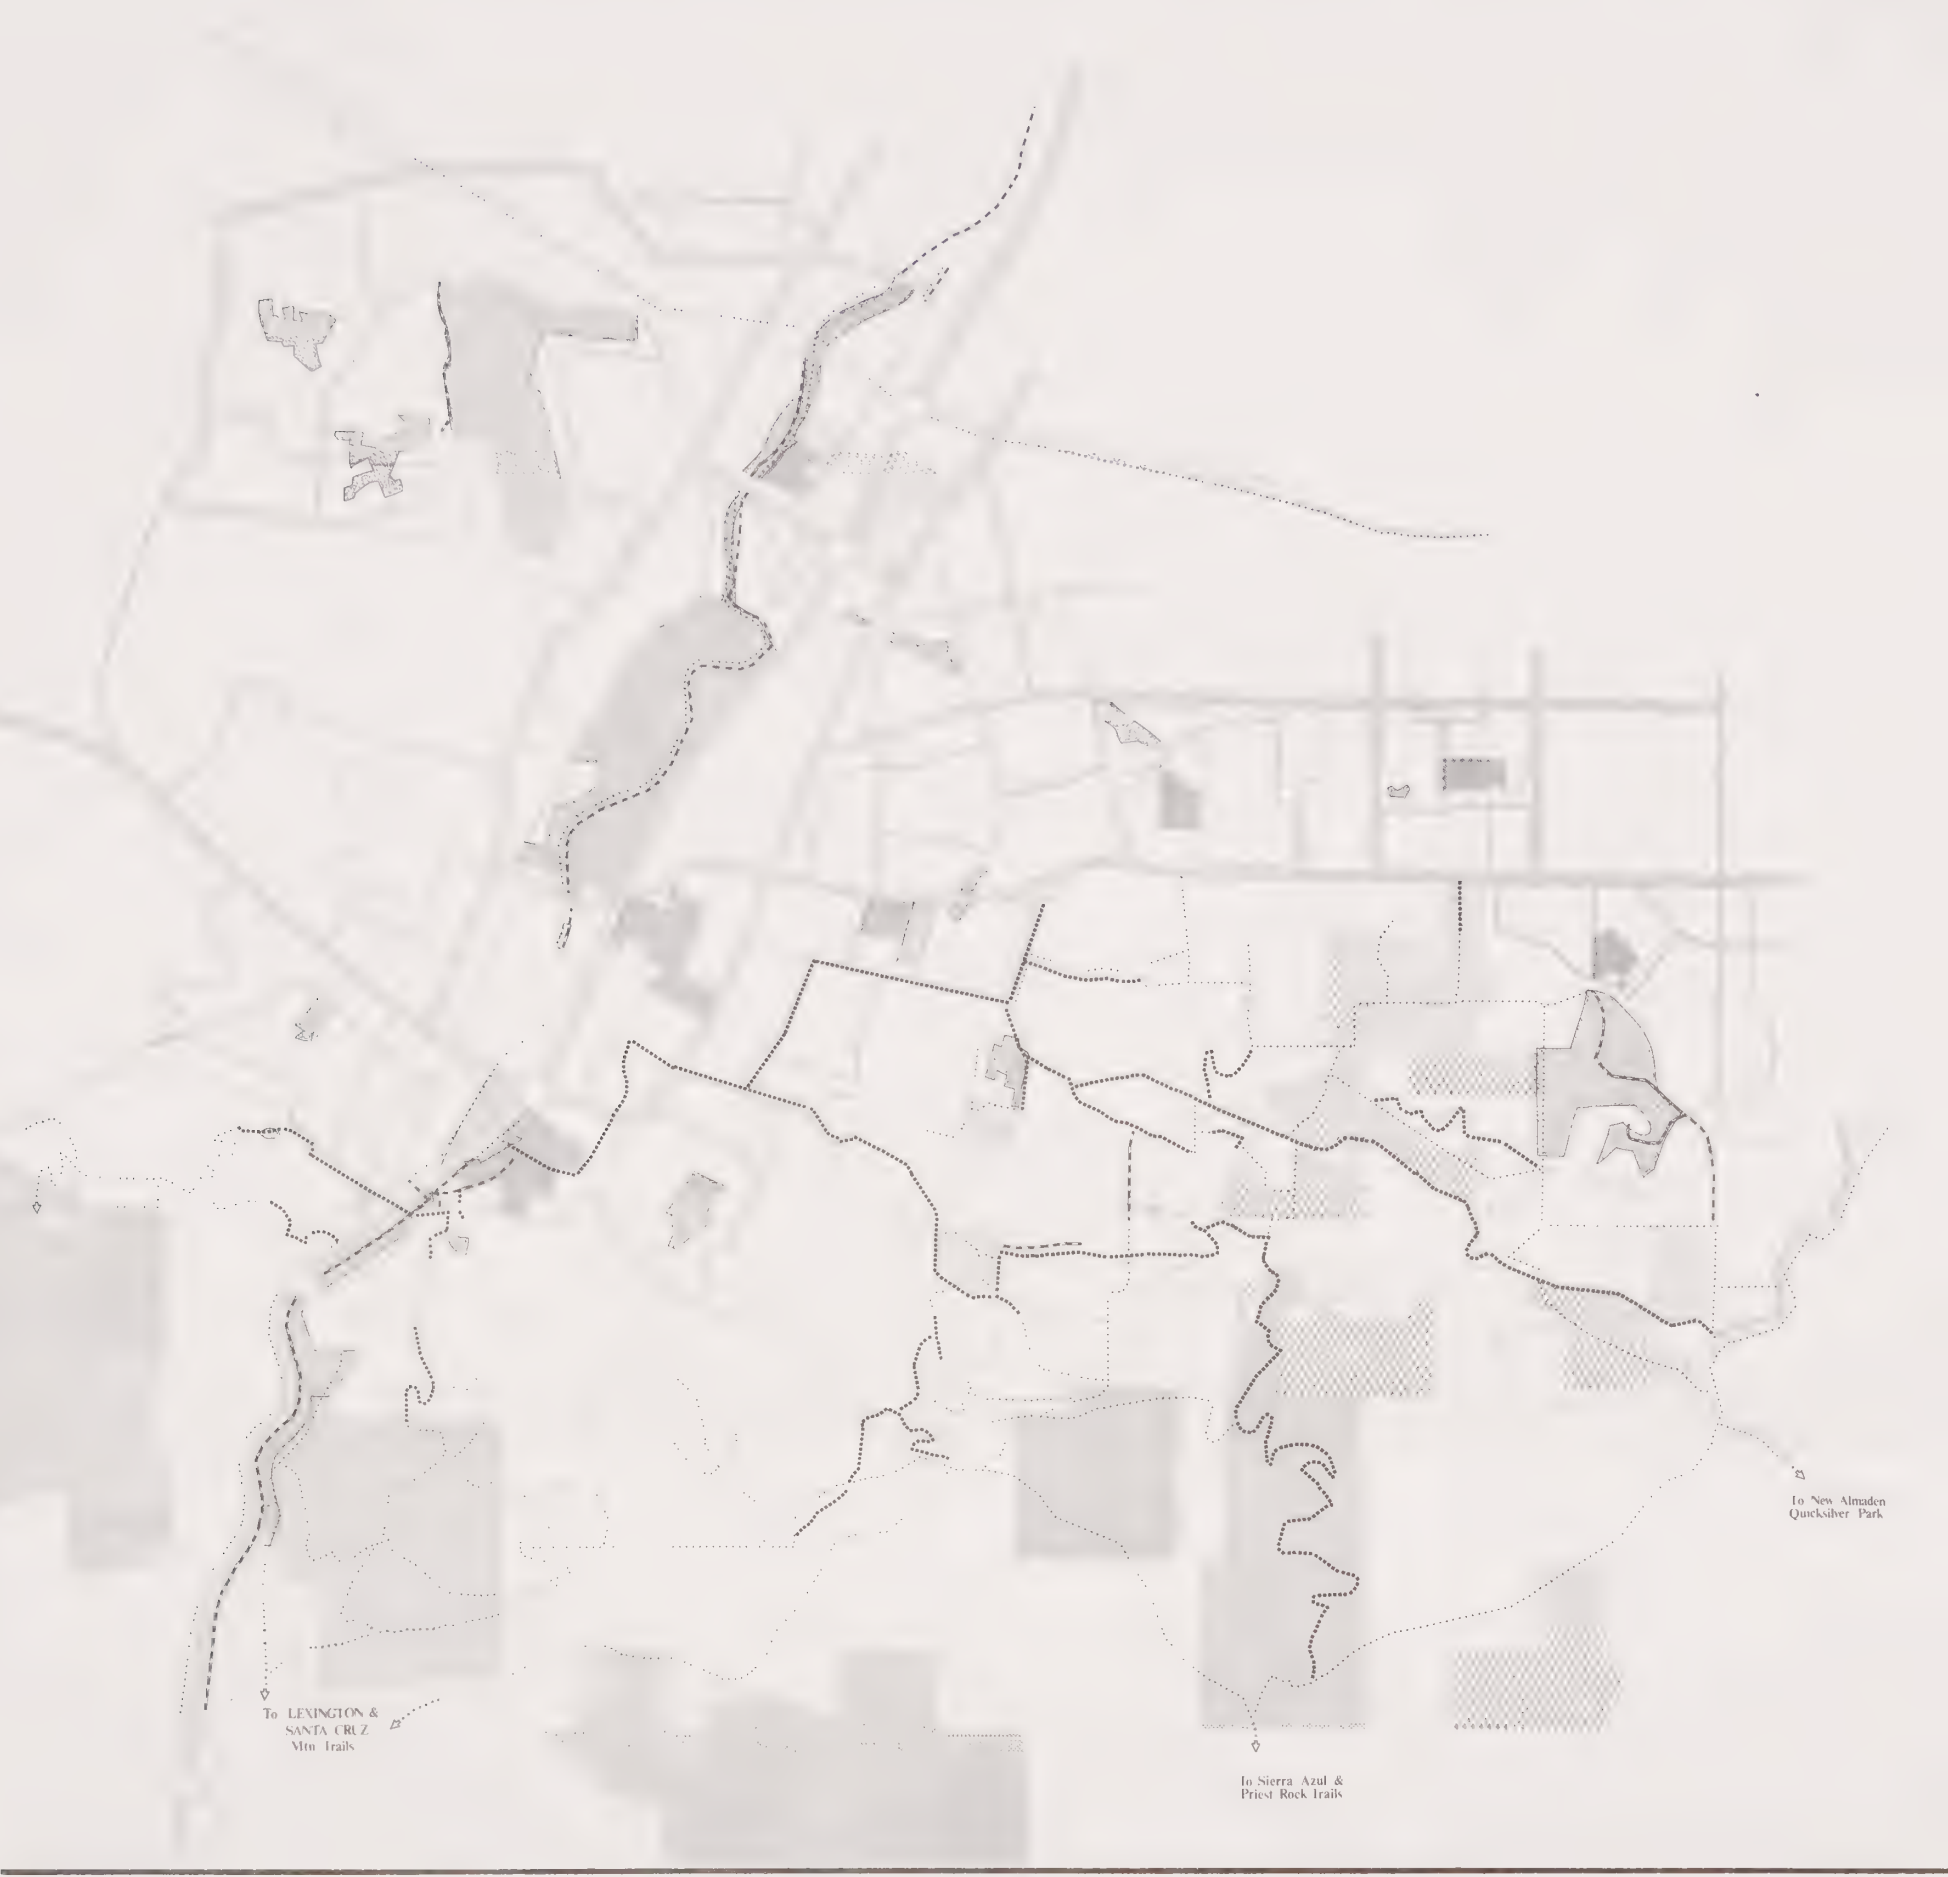 To New Almaden
Quicksilver Park
To LEXINGTON &
SANTA CRUZ
Mtn Trails
To Sierra Azul &
Priest Rock Trails